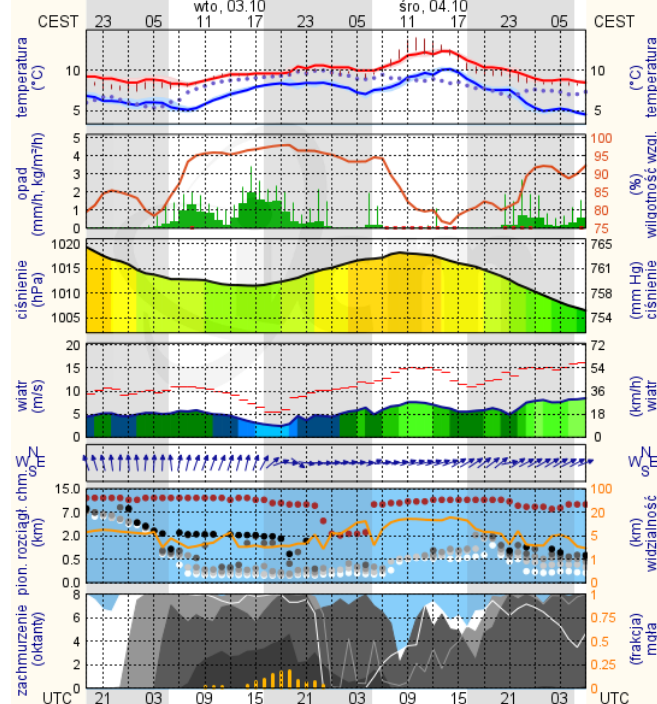 wto, 03.10 śro, 04.10
CEST 23 05 11 17 23 05 11 17 23 05 CEST
temperatura (°C) 10 5 10 5 temperatura (°C)
opad (mm/h, kg/m²/h) 5 4 3 2 1 0 100 95 90 85 80 75 wilgotność wzgl. (%)
ciśnienie (hPa) 1020 1015 1010 1005 765 761 758 754 ciśnienie (mm Hg)
wiatr (m/s) 20 15 10 5 0 72 54 36 18 0 wiatr (km/h)
N W E S N W E S
pion. rozciągł. chm. (km) 15.0 7.0 2.0 0.5 0.0 100 20 5 1 0 widzialność (km)
zachmurzenie (oktanty) 8 6 4 2 0 1 0.75 0.5 0.25 0 (frakcja) mgła
UTC 21 03 09 15 21 03 09 15 21 03 UTC